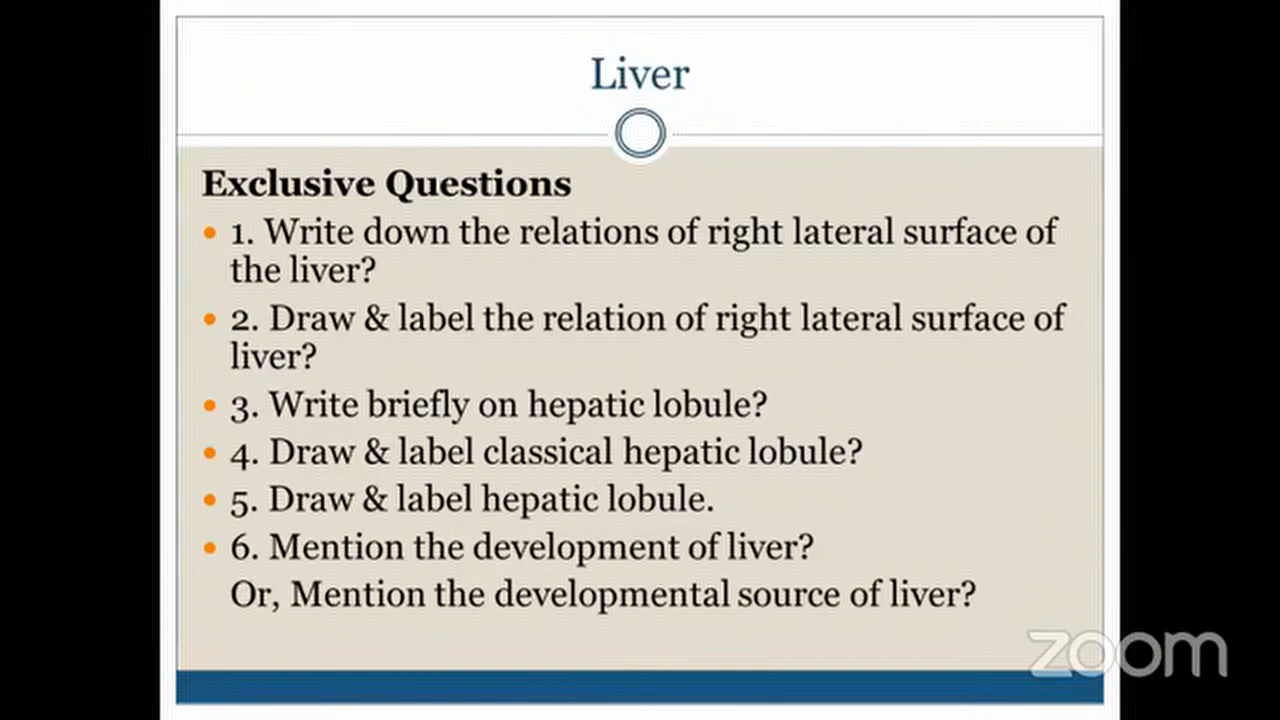 Liver
Exclusive Questions
• 1. Write down the relations of right lateral surface of
the liver?
• 2. Draw & label the relation of right lateral surface of
liver?
• 3. Write briefly on hepatic lobule?
• 4. Draw & label classical hepatic lobule?
• 5. Draw & label hepatic lobule.
• 6. Mention the development of liver?
Or, Mention the developmental source of liver?
zoom